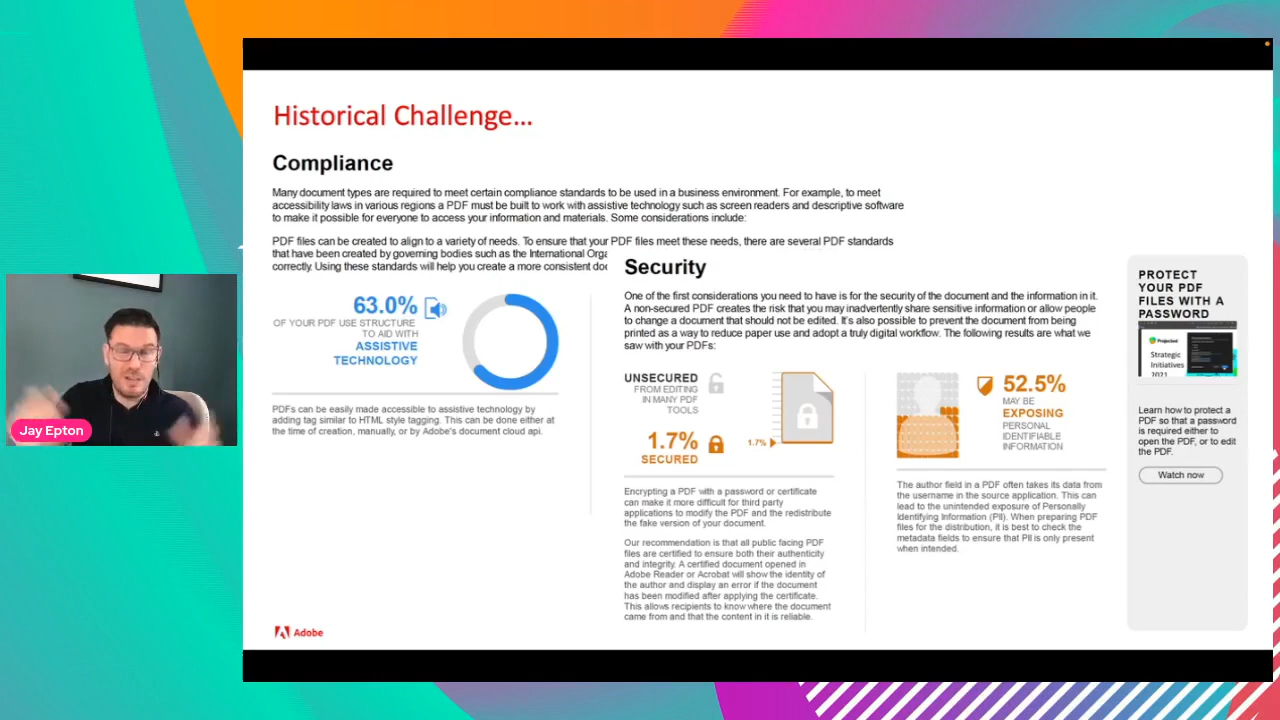 Historical Challenge...
Compliance
Many document types are required to meet certain compliance standards to be used in a business environment. For example, to meet
accessibility laws in various regions a PDF must be built to work with assistive technology such as screen readers and descriptive software
to make it possible for everyone to access your information and materials. Some considerations include:
PDF files can be created to align to a variety of needs. To ensure that your PDF files meet these needs, there are several PDF standards
that have been created by governing bodies such as the International Orga
correctly. Using these standards will help you create a more consistent doc
63.0%
OF YOUR PDF USE STRUCTURE
TO AID WITH
ASSISTIVE
TECHNOLOGY
PDFs can be easily made accessible to assistive technology by
adding tag similar to HTML style tagging. This can be done either at
the time of creation, manually, or by Adobe's document cloud api.
Security
One of the first considerations you need to have is for the security of the document and the information in it.
A non-secured PDF creates the risk that you may inadvertently share sensitive information or allow people
to change a document that should not be edited. It's also possible to prevent the document from being
printed as a way to reduce paper use and adopt a truly digital workflow. The following results are what we
saw with your PDFs:
UNSECURED
FROM EDITING
IN MANY PDF
TOOLS
1.7%
SECURED
1.7%
Encrypting a PDF with a password or certificate
can make it more difficult for third party
applications to modify the PDF and the redistribute
the fake version of your document.
Our recommendation is that all public facing PDF
files are certified to ensure both their authenticity
and integrity. A certified document opened in
Adobe Reader or Acrobat will show the identity of
the author and display an error if the document
has been modified after applying the certificate.
This allows recipients to know where the document
came from and that the content in it is reliable.
52.5%
MAY BE
EXPOSING
PERSONAL
IDENTIFIABLE
INFORMATION
The author field in a PDF often takes its data from
the username in the source application. This can
lead to the unintended exposure of Personally
Identifying Information (PII). When preparing PDF
files for the distribution, it is best to check the
metadata fields to ensure that PII is only present
when intended.
PROTECT
YOUR PDF
FILES WITH A
PASSWORD
Projected
Strategic
Initiatives
2021
Learn how to protect a
PDF so that a password
is required either to
open the PDF, or to edit
the PDF.
Watch now
Jay Epton
Adobe